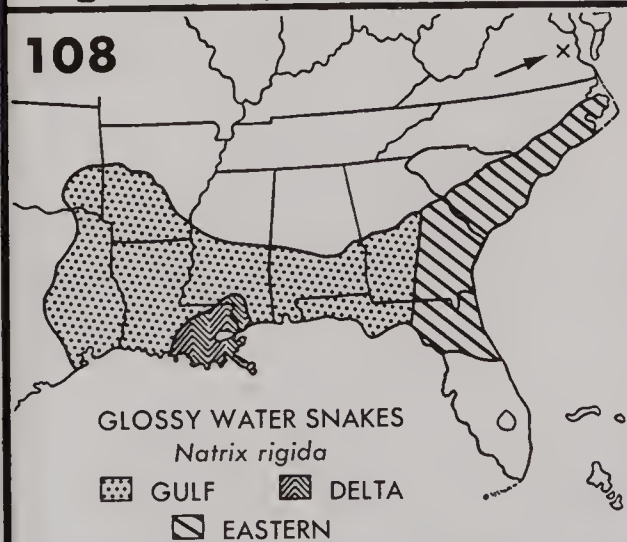 108
×
GLOSSY WATER SNAKES
Natrix rigida
GULF DELTA
EASTERN